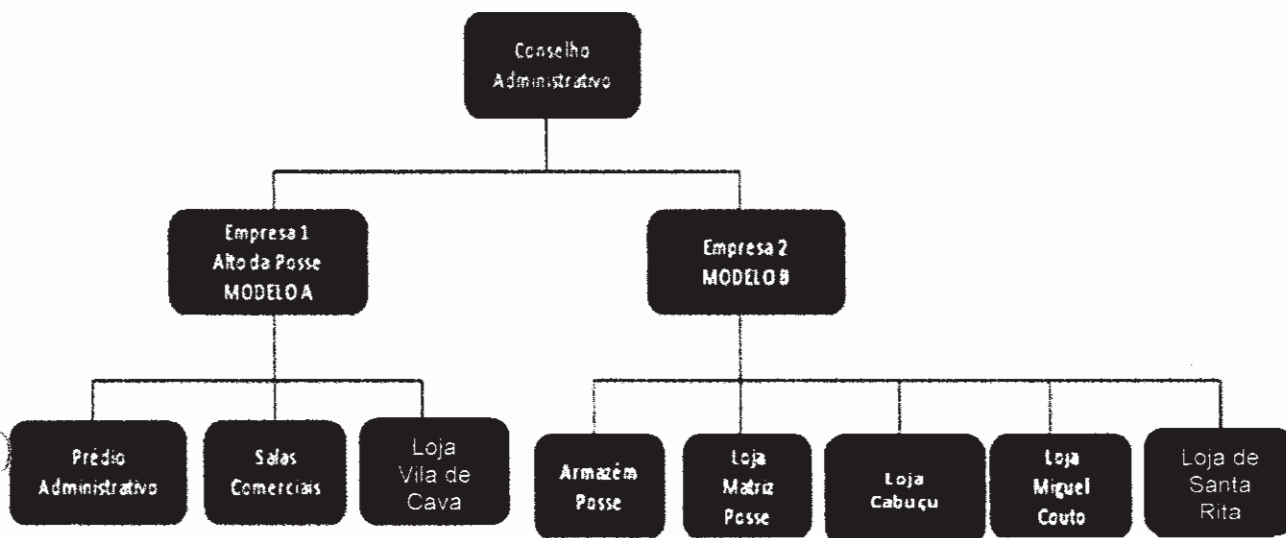 Conselho
Administrativo
Empresa 1
Alto da Posse
MODELO A
Empresa 2
MODELO B
Prédio
Administrativo
Salas
Comerciais
Loja
Vila de
Cava
Armazém
Posse
Loja
Matriz
Posse
Loja
Cabuçu
Loja
Miguel
Couto
Loja de
Santa
Rita